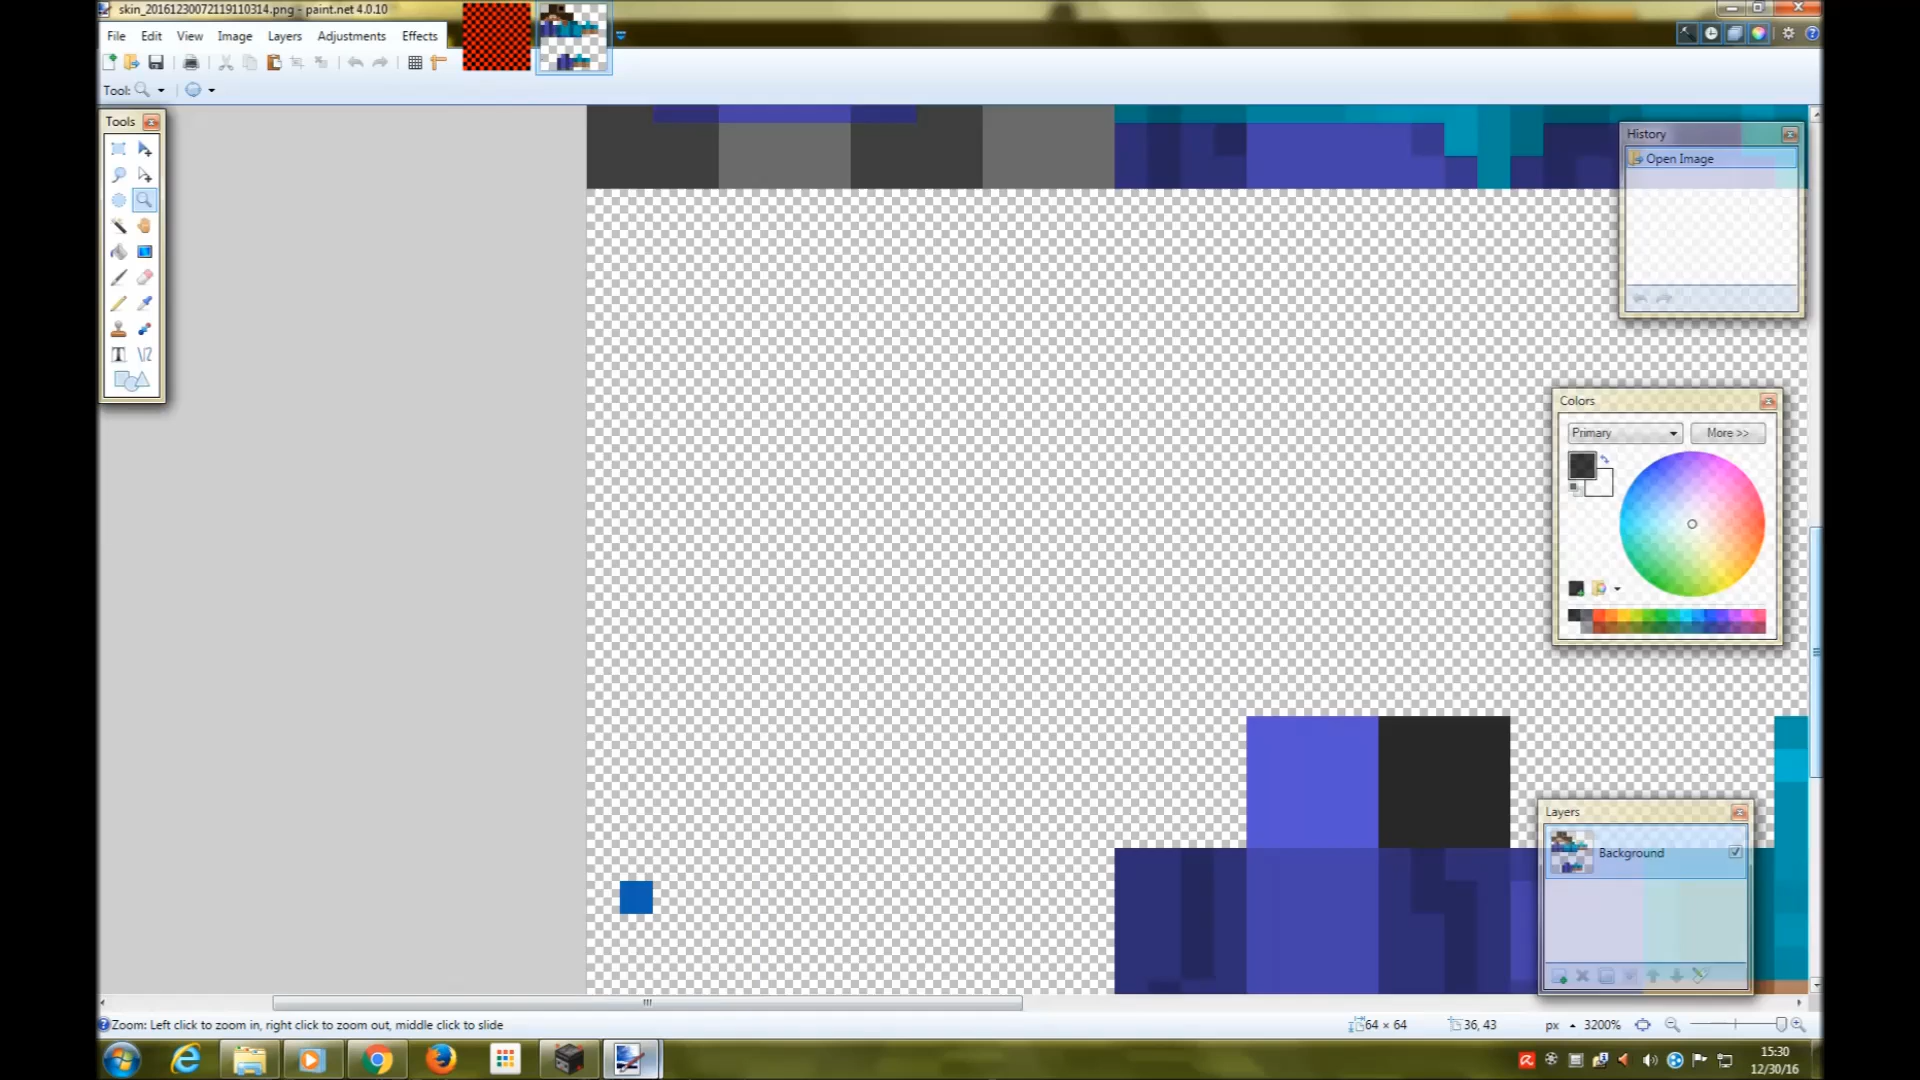 skin_20161230072119110314.png - paint.net 4.0.10
File Edit View Image Layers Adjustments Effects
Tool:
Tools
History
Open Image
Colors
Primary
More >>
Layers
Background
Zoom: Left click to zoom in, right click to zoom out, middle click to slide
64 × 64
36, 43
px
3200%
15:30
12/30/16